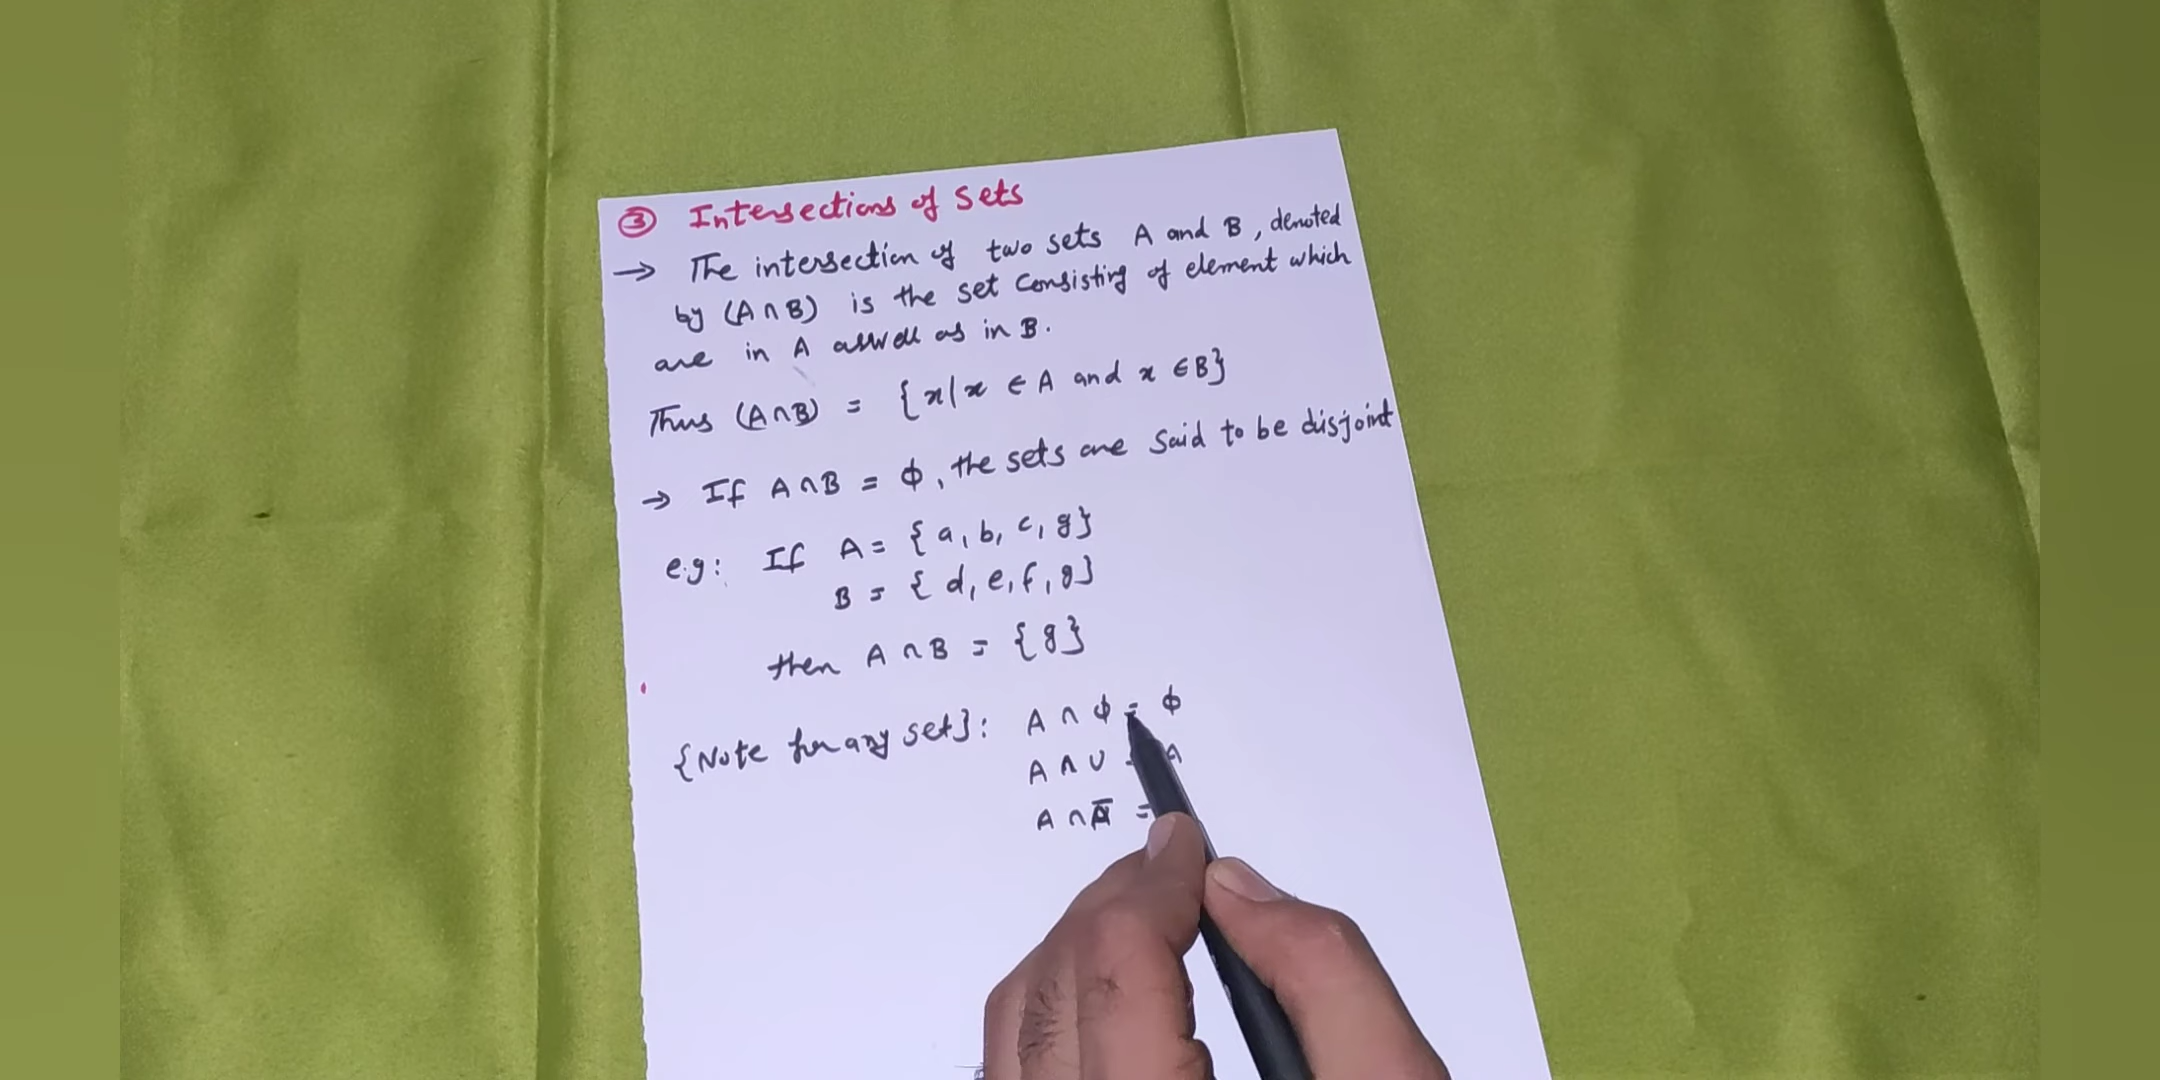 ③ Intersections of Sets
→ The intersection of two sets A and B, denoted
by (A ∩ B) is the set consisting of element which
are in A aswell as in B.
Thus (A∩B) = {x|x ∈ A and x ∈ B}
→ If A ∩ B = ϕ, the sets are said to be disjoint
e.g: If A = {a, b, c, g}
B = {d, e, f, g}
then A ∩ B = {g}
{Note for any set}: A ∩ ϕ = ϕ
A ∩ U = A
A ∩ A̅ =